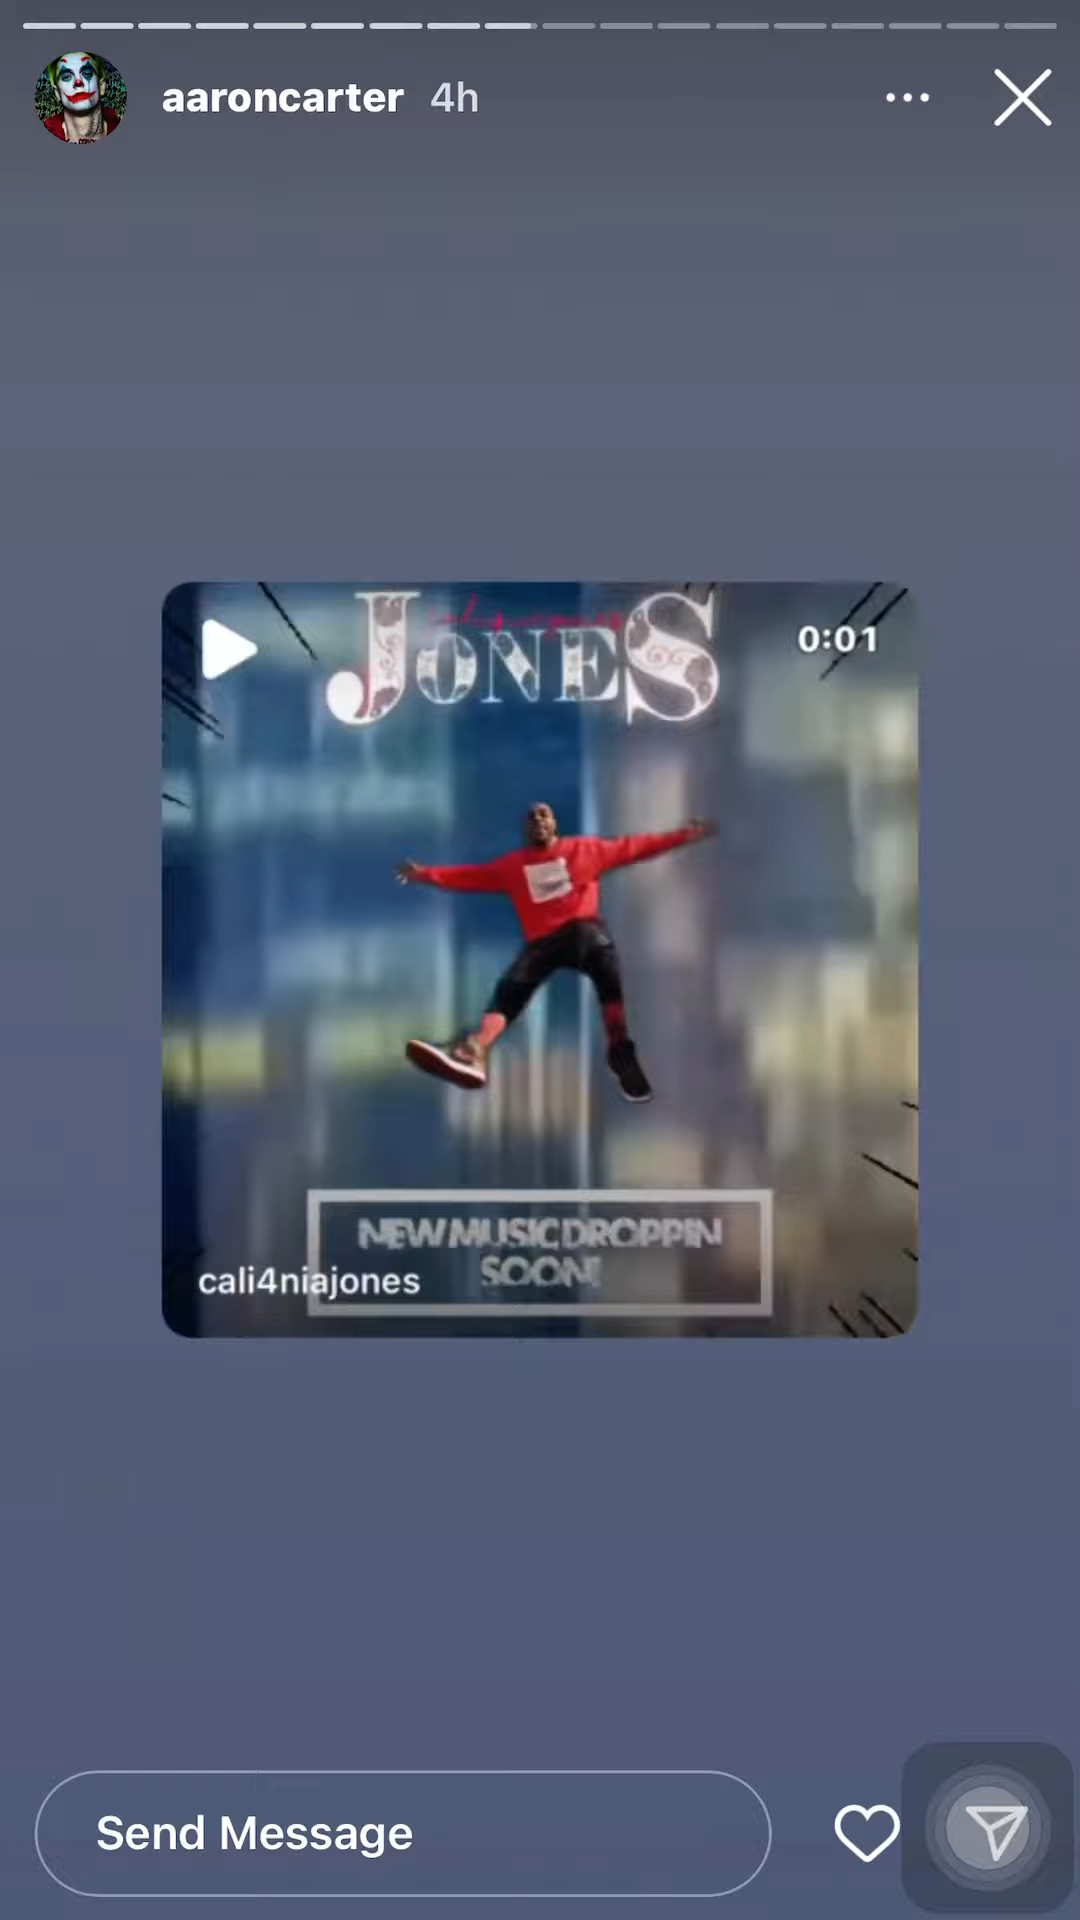 aaroncarter 4h
JONES
0:01
NEW MUSIC DROPPIN
SOON!
cali4niajones
Send Message